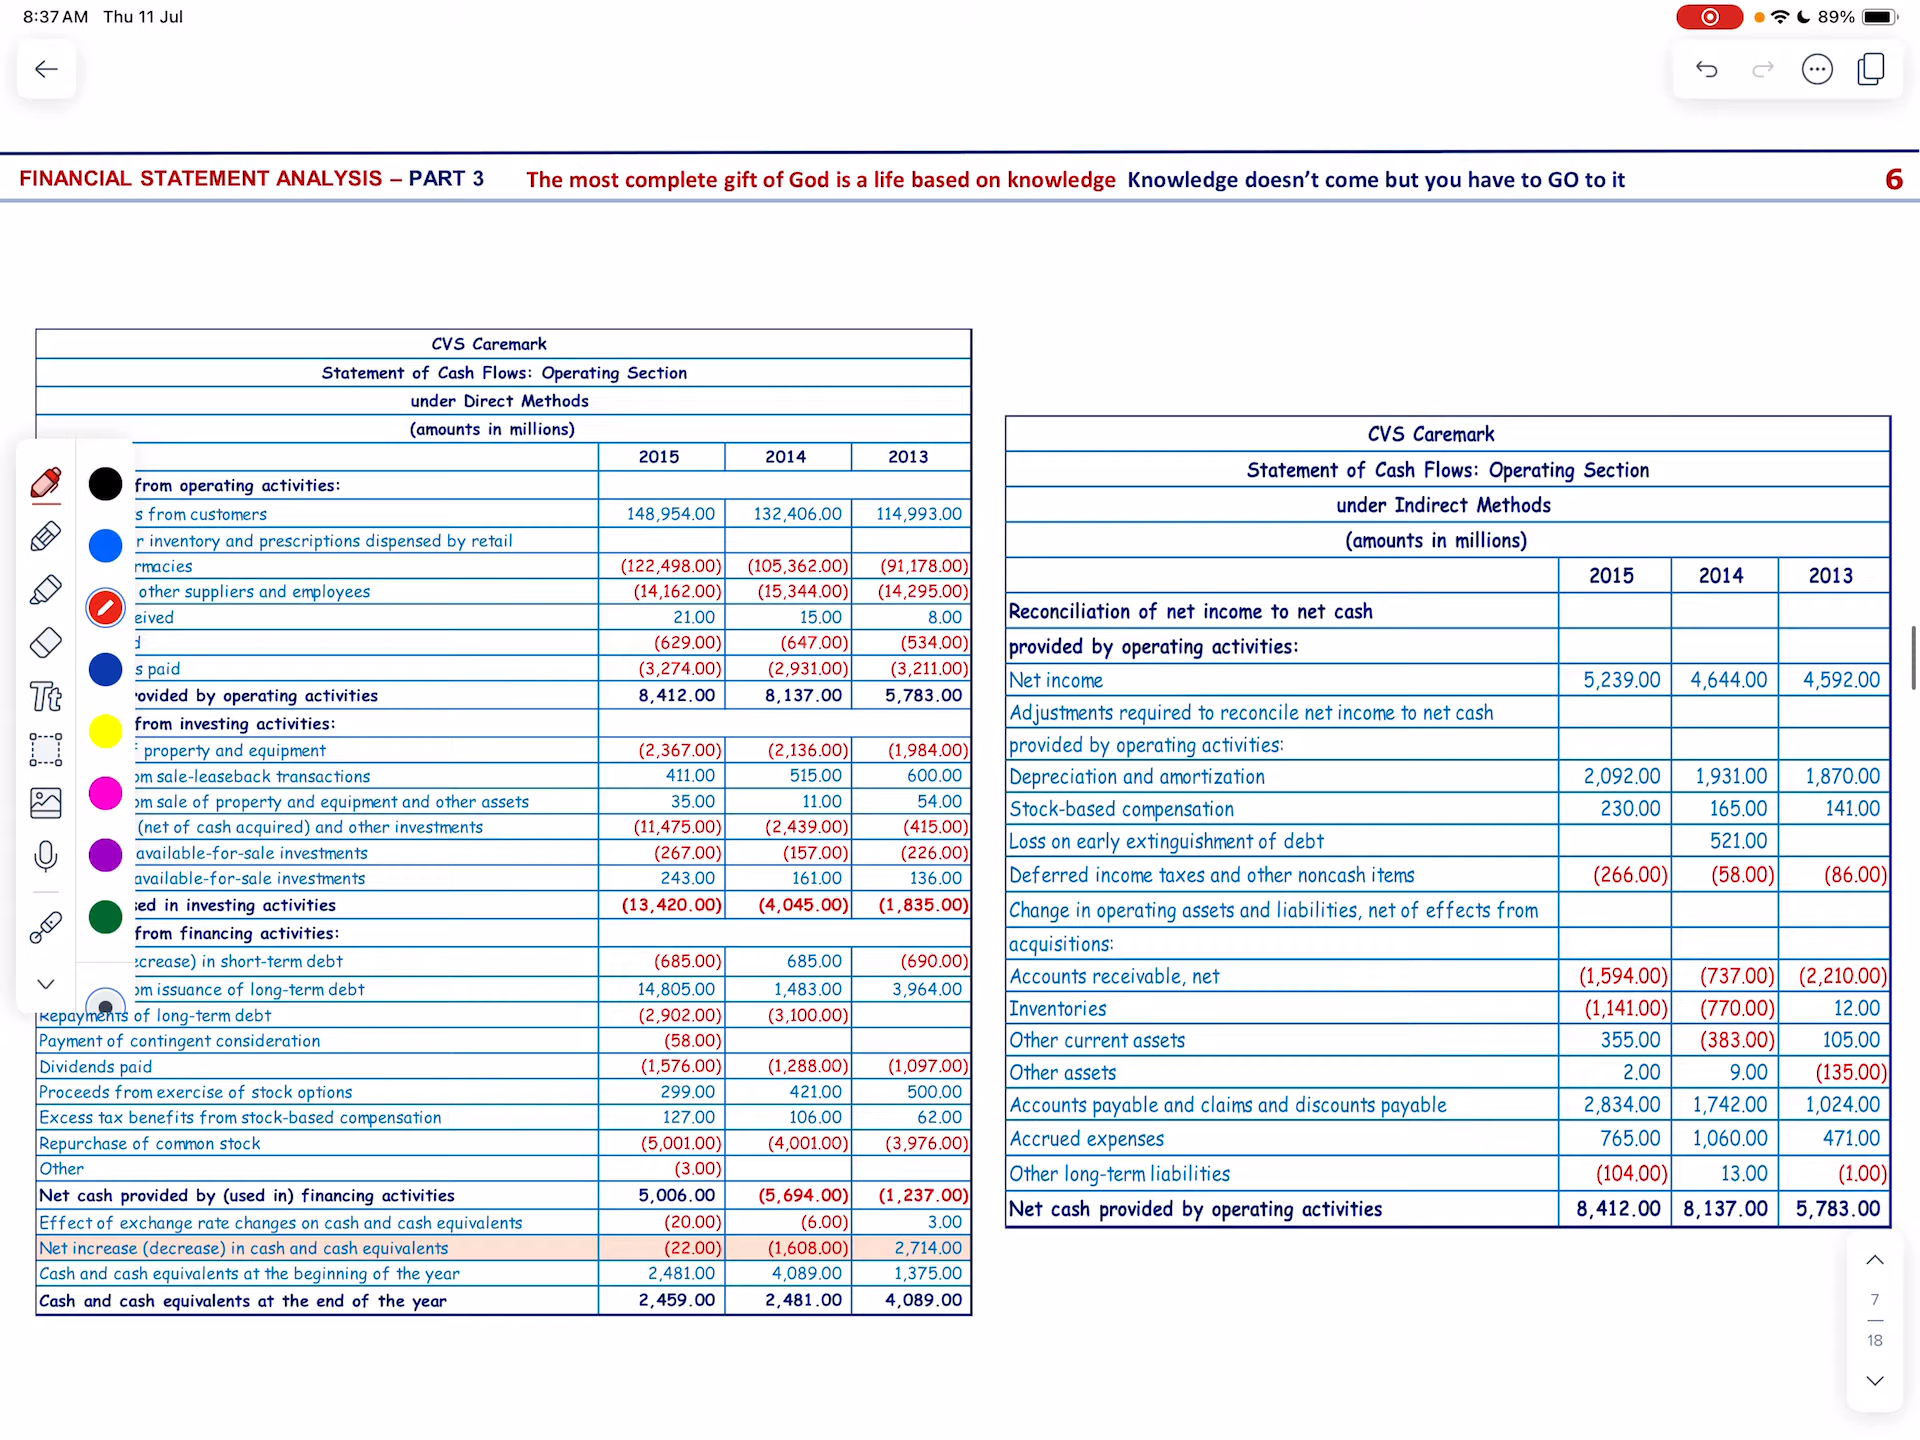 8:37 AM Thu 11 Jul
89%
FINANCIAL STATEMENT ANALYSIS – PART 3 The most complete gift of God is a life based on knowledge Knowledge doesn't come but you have to GO to it 6
CVS Caremark
Statement of Cash Flows: Operating Section
under Direct Methods
(amounts in millions)
2015 2014 2013
from operating activities:
s from customers 148,954.00 132,406.00 114,993.00
r inventory and prescriptions dispensed by retail
rmacies (122,498.00) (105,362.00) (91,178.00)
other suppliers and employees (14,162.00) (15,344.00) (14,295.00)
eived 21.00 15.00 8.00
d (629.00) (647.00) (534.00)
s paid (3,274.00) (2,931.00) (3,211.00)
ovided by operating activities 8,412.00 8,137.00 5,783.00
from investing activities:
property and equipment (2,367.00) (2,136.00) (1,984.00)
om sale-leaseback transactions 411.00 515.00 600.00
om sale of property and equipment and other assets 35.00 11.00 54.00
(net of cash acquired) and other investments (11,475.00) (2,439.00) (415.00)
available-for-sale investments (267.00) (157.00) (226.00)
available-for-sale investments 243.00 161.00 136.00
sed in investing activities (13,420.00) (4,045.00) (1,835.00)
from financing activities:
ecrease) in short-term debt (685.00) 685.00 (690.00)
om issuance of long-term debt 14,805.00 1,483.00 3,964.00
Repayments of long-term debt (2,902.00) (3,100.00)
Payment of contingent consideration (58.00)
Dividends paid (1,576.00) (1,288.00) (1,097.00)
Proceeds from exercise of stock options 299.00 421.00 500.00
Excess tax benefits from stock-based compensation 127.00 106.00 62.00
Repurchase of common stock (5,001.00) (4,001.00) (3,976.00)
Other (3.00)
Net cash provided by (used in) financing activities 5,006.00 (5,694.00) (1,237.00)
Effect of exchange rate changes on cash and cash equivalents (20.00) (6.00) 3.00
Net increase (decrease) in cash and cash equivalents (22.00) (1,608.00) 2,714.00
Cash and cash equivalents at the beginning of the year 2,481.00 4,089.00 1,375.00
Cash and cash equivalents at the end of the year 2,459.00 2,481.00 4,089.00
CVS Caremark
Statement of Cash Flows: Operating Section
under Indirect Methods
(amounts in millions)
2015 2014 2013
Reconciliation of net income to net cash
provided by operating activities:
Net income 5,239.00 4,644.00 4,592.00
Adjustments required to reconcile net income to net cash
provided by operating activities:
Depreciation and amortization 2,092.00 1,931.00 1,870.00
Stock-based compensation 230.00 165.00 141.00
Loss on early extinguishment of debt 521.00
Deferred income taxes and other noncash items (266.00) (58.00) (86.00)
Change in operating assets and liabilities, net of effects from
acquisitions:
Accounts receivable, net (1,594.00) (737.00) (2,210.00)
Inventories (1,141.00) (770.00) 12.00
Other current assets 355.00 (383.00) 105.00
Other assets 2.00 9.00 (135.00)
Accounts payable and claims and discounts payable 2,834.00 1,742.00 1,024.00
Accrued expenses 765.00 1,060.00 471.00
Other long-term liabilities (104.00) 13.00 (1.00)
Net cash provided by operating activities 8,412.00 8,137.00 5,783.00
Tt
7
18